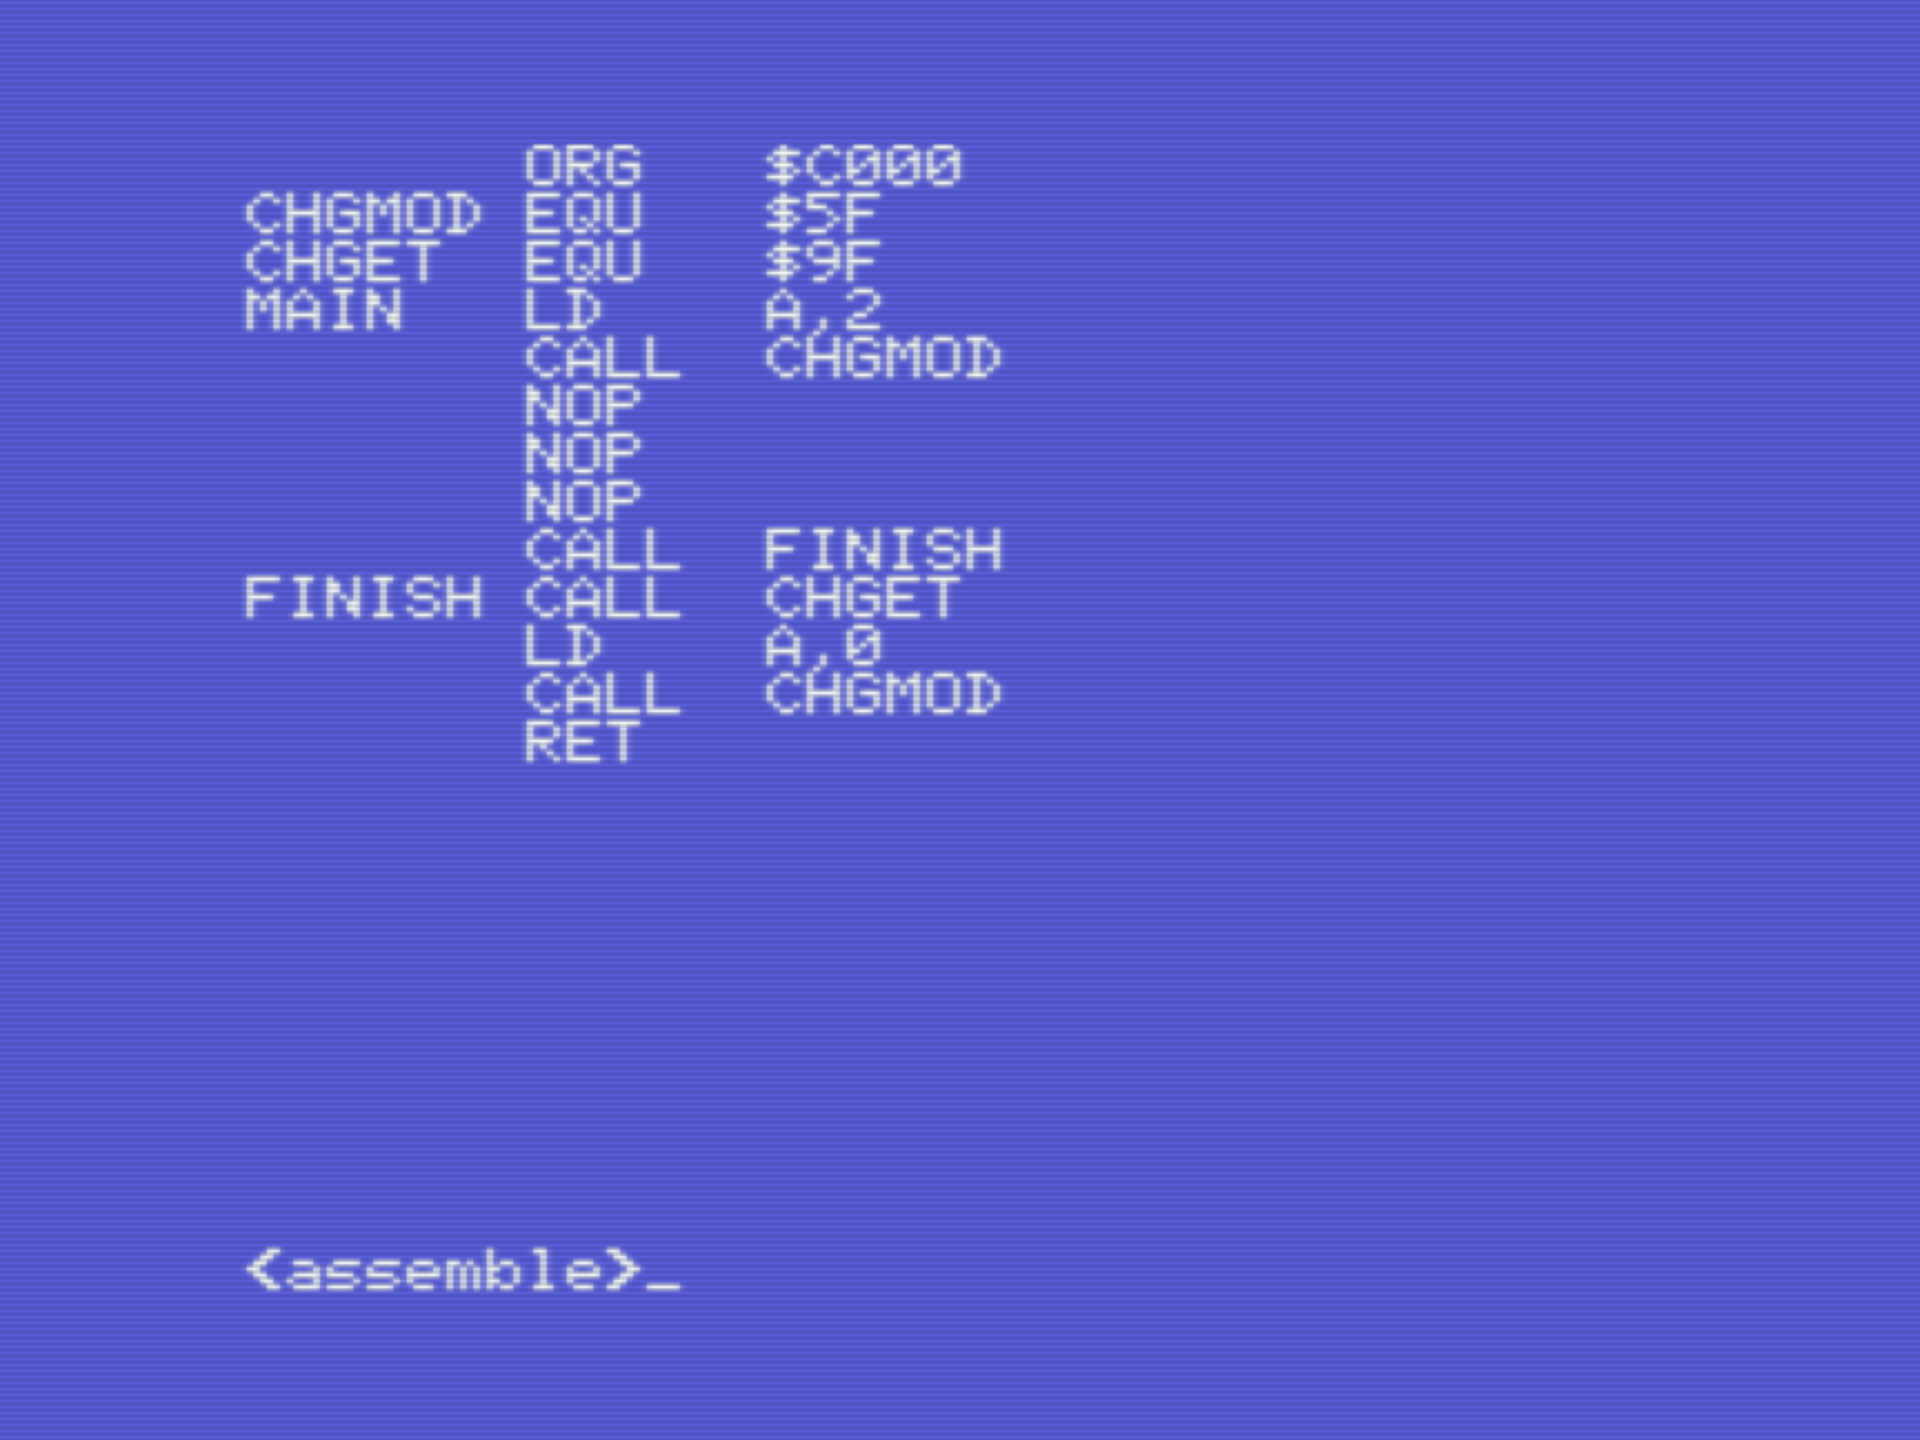 ORG   $C000
CHGMOD EQU   $5F
CHGET  EQU   $9F
MAIN   LD    A,2
       CALL  CHGMOD
       NOP
       NOP
       NOP
       CALL  FINISH
FINISH CALL  CHGET
       LD    A,0
       CALL  CHGMOD
       RET
<assemble>_